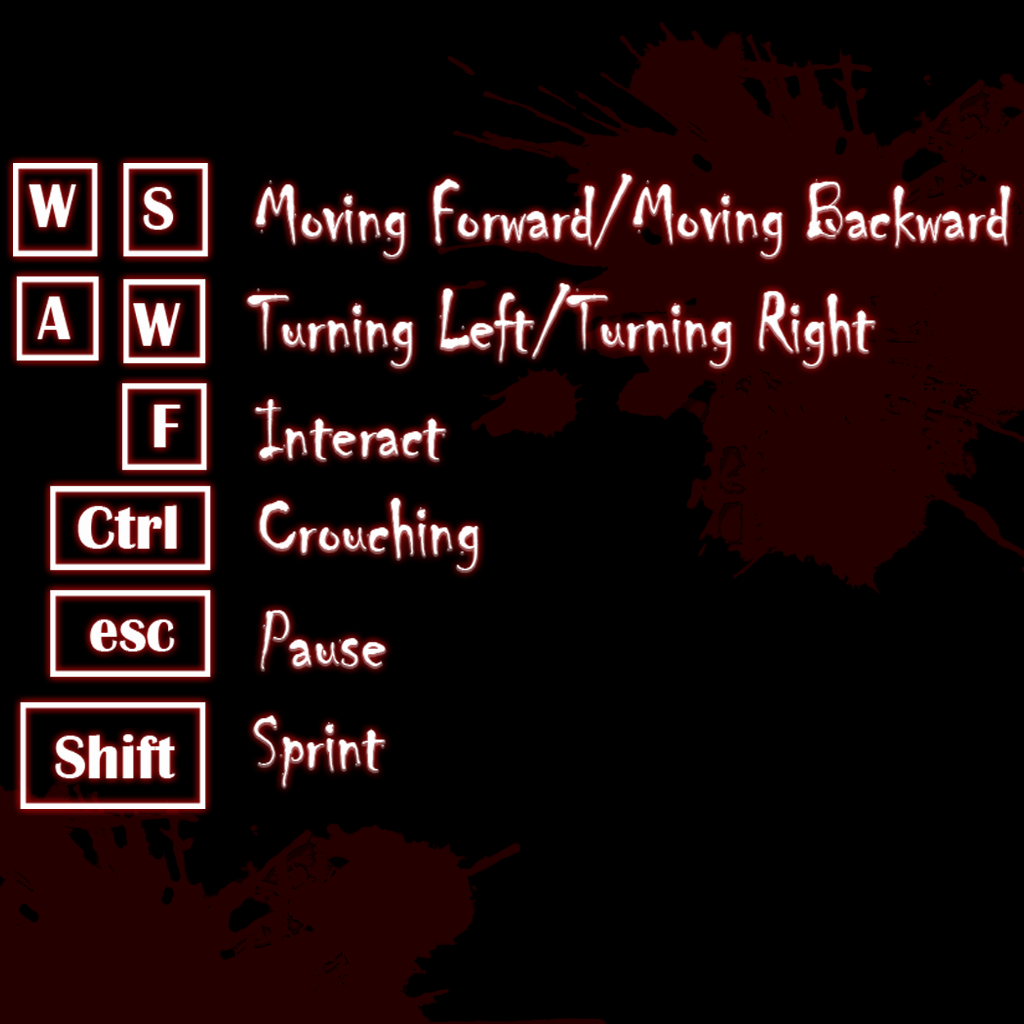 W S Moving Forward/Moving Backward
A W Turning Left/Turning Right
F Interact
Ctrl Crouching
esc Pause
Shift Sprint